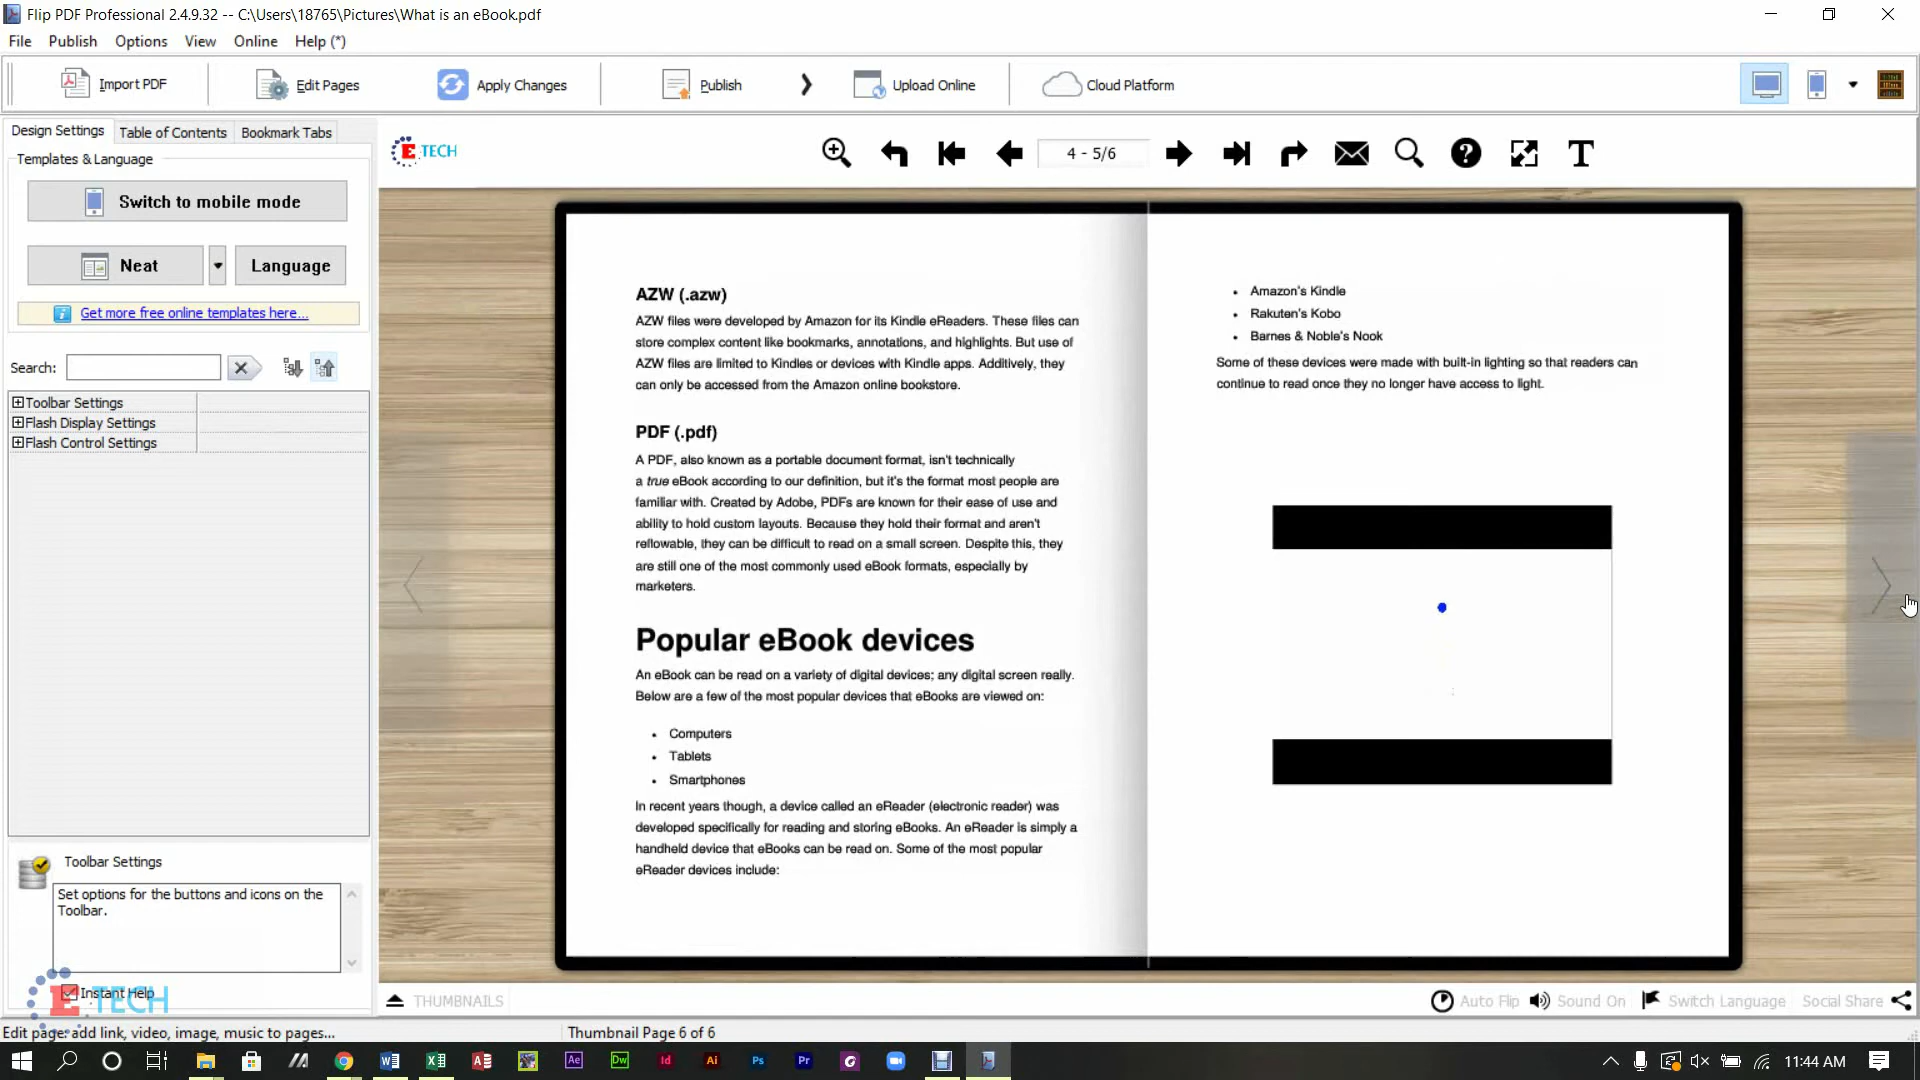 Flip PDF Professional 2.4.9.32 -- C:\Users\18765\Pictures\What is an eBook.pdf
File Publish Options View Online Help (*)
Import PDF Edit Pages Apply Changes Publish Upload Online Cloud Platform
Design Settings Table of Contents Bookmark Tabs
Templates & Language
Switch to mobile mode
Neat Language
Get more free online templates here...
Search:
Toolbar Settings
Flash Display Settings
Flash Control Settings
Toolbar Settings
Set options for the buttons and icons on the
Toolbar.
Instant Help
E TECH
Edit page: add link, video, image, music to pages...
E TECH
4 - 5/6
AZW (.azw)
AZW files were developed by Amazon for its Kindle eReaders. These files can
store complex content like bookmarks, annotations, and highlights. But use of
AZW files are limited to Kindles or devices with Kindle apps. Additively, they
can only be accessed from the Amazon online bookstore.
PDF (.pdf)
A PDF, also known as a portable document format, isn't technically
a true eBook according to our definition, but it's the format most people are
familiar with. Created by Adobe, PDFs are known for their ease of use and
ability to hold custom layouts. Because they hold their format and aren't
reflowable, they can be difficult to read on a small screen. Despite this, they
are still one of the most commonly used eBook formats, especially by
marketers.
Popular eBook devices
An eBook can be read on a variety of digital devices; any digital screen really.
Below are a few of the most popular devices that eBooks are viewed on:
• Computers
• Tablets
• Smartphones
In recent years though, a device called an eReader (electronic reader) was
developed specifically for reading and storing eBooks. An eReader is simply a
handheld device that eBooks can be read on. Some of the most popular
eReader devices include:
• Amazon's Kindle
• Rakuten's Kobo
• Barnes & Noble's Nook
Some of these devices were made with built-in lighting so that readers can
continue to read once they no longer have access to light.
THUMBNAILS
Auto Flip Sound On Switch Language Social Share
Thumbnail Page 6 of 6
Ae Dw Id Ai Ps Pr
11:44 AM